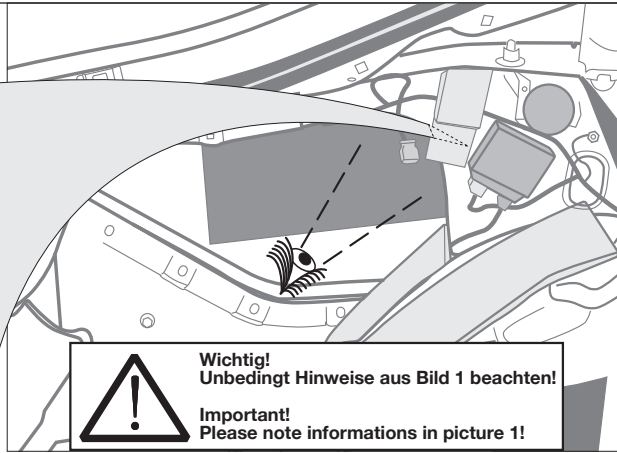 Wichtig!
Unbedingt Hinweise aus Bild 1 beachten!
Important!
Please note informations in picture 1!